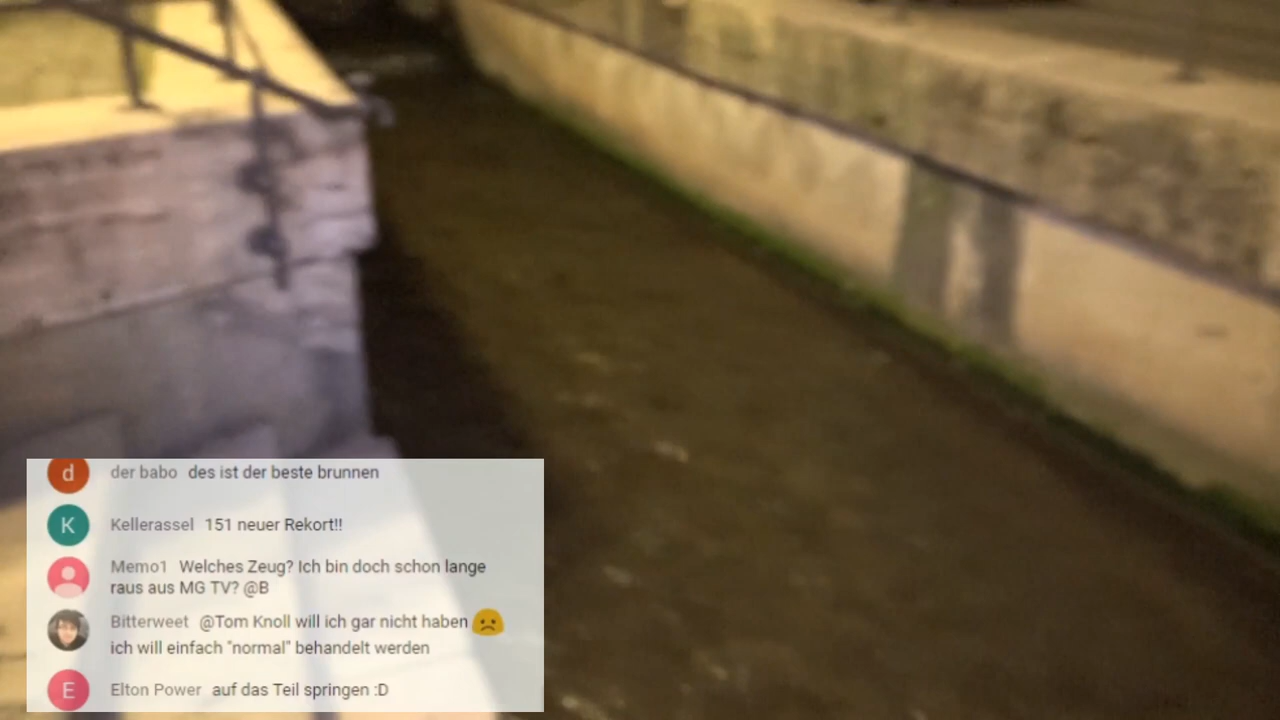 d der babo des ist der beste brunnen
K Kellerassel 151 neuer Rekort!!
Memo1 Welches Zeug? Ich bin doch schon lange
raus aus MG TV? @B
Bitterweet @Tom Knoll will ich gar nicht haben
ich will einfach "normal" behandelt werden
E Elton Power auf das Teil springen :D